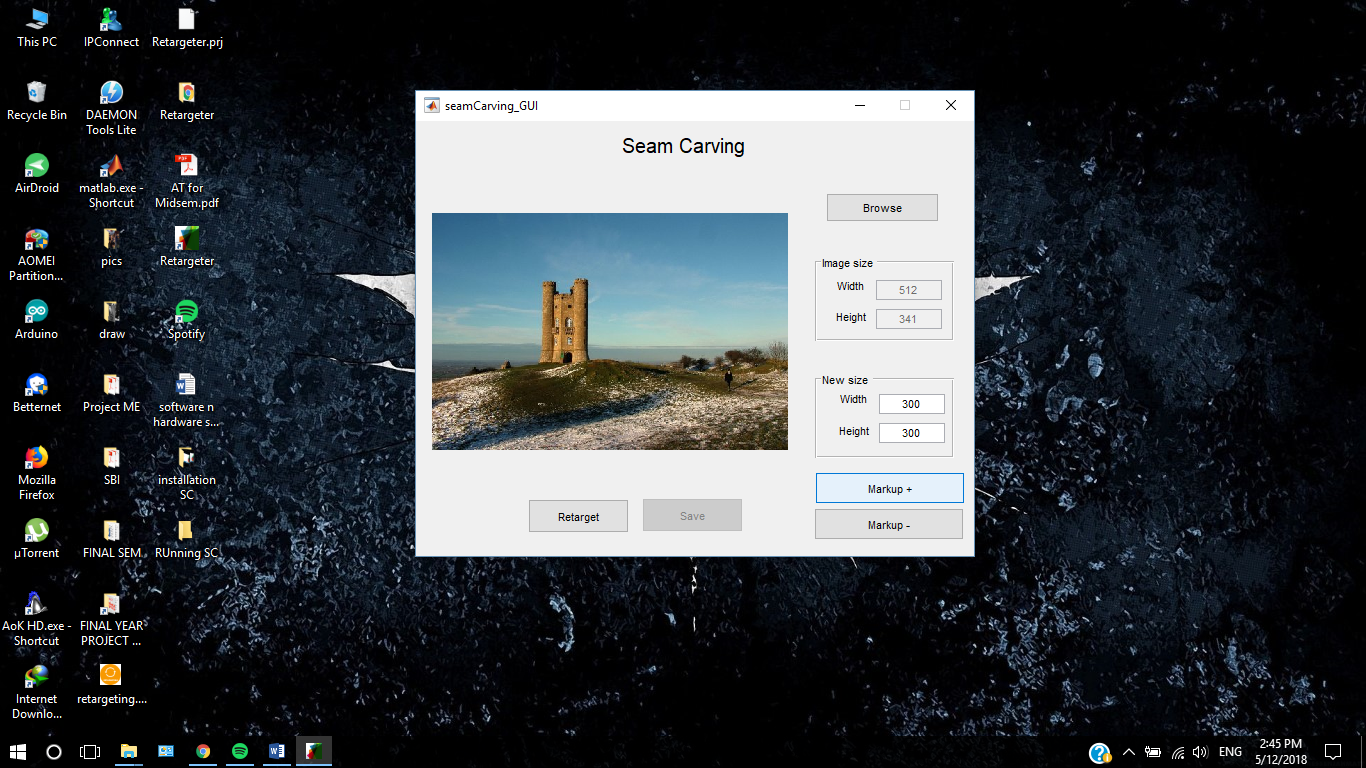 This PC
IPConnect
Retargeter.prj
Recycle Bin
DAEMON
Tools Lite
Retargeter
AirDroid
matlab.exe -
Shortcut
AT for
Midsem.pdf
AOMEI
Partition...
pics
Retargeter
Arduino
draw
Spotify
Betternet
Project ME
software n
hardware s...
Mozilla
Firefox
SBI
installation
SC
µTorrent
FINAL SEM
RUnning SC
AoK HD.exe -
Shortcut
FINAL YEAR
PROJECT ...
Internet
Downlo...
retargeting....
seamCarving_GUI
Seam Carving
Browse
Image size
Width 512
Height 341
New size
Width 300
Height 300
Markup +
Markup -
Retarget
Save
ENG
2:45 PM
5/12/2018